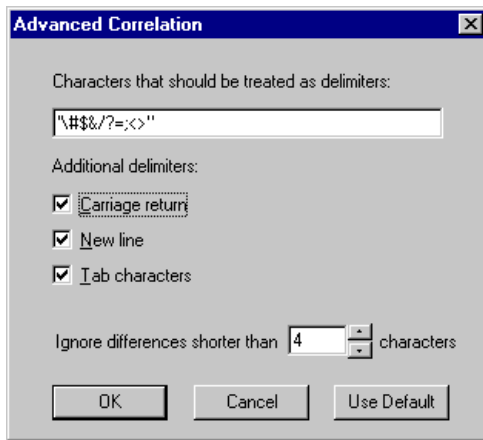 Advanced Correlation
Characters that should be treated as delimiters:
"\#$&/?=;<>"
Additional delimiters:
Carriage return
New line
Tab characters
Ignore differences shorter than 4 characters
OK Cancel Use Default